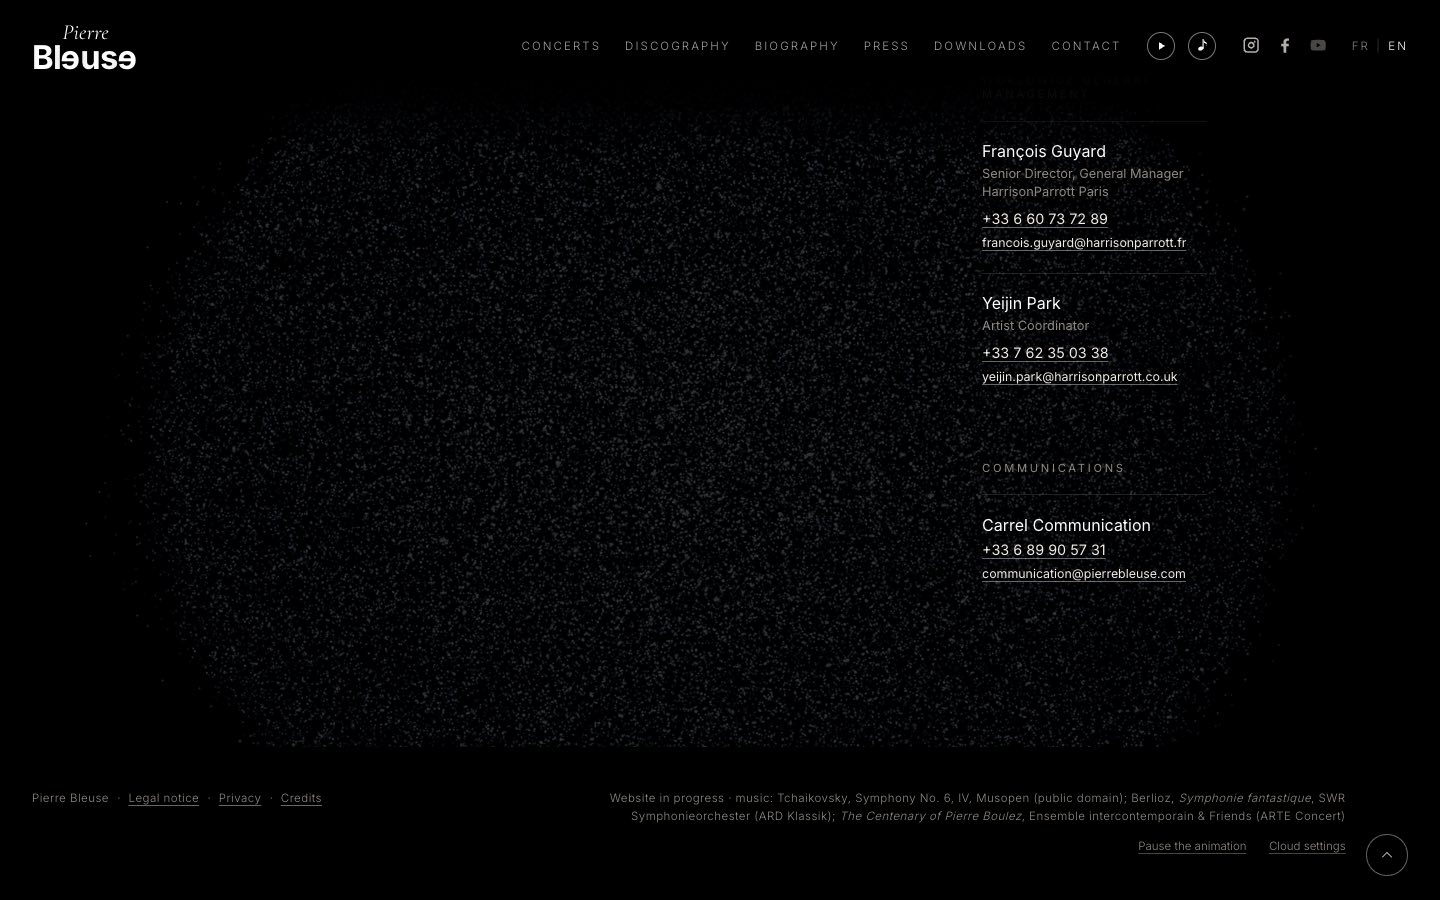 Pierre
Bleuse
CONCERTS DISCOGRAPHY BIOGRAPHY PRESS DOWNLOADS CONTACT FR | EN
MANAGEMENT
François Guyard
Senior Director, General Manager
HarrisonParrott Paris
+33 6 60 73 72 89
francois.guyard@harrisonparrott.fr
Yeijin Park
Artist Coordinator
+33 7 62 35 03 38
yeijin.park@harrisonparrott.co.uk
COMMUNICATIONS
Carrel Communication
+33 6 89 90 57 31
communication@pierrebleuse.com
Pierre Bleuse · Legal notice · Privacy · Credits
Website in progress · music: Tchaikovsky, Symphony No. 6, IV, Musopen (public domain); Berlioz, Symphonie fantastique, SWR
Symphonieorchester (ARD Klassik); The Centenary of Pierre Boulez, Ensemble intercontemporain & Friends (ARTE Concert)
Pause the animation Cloud settings